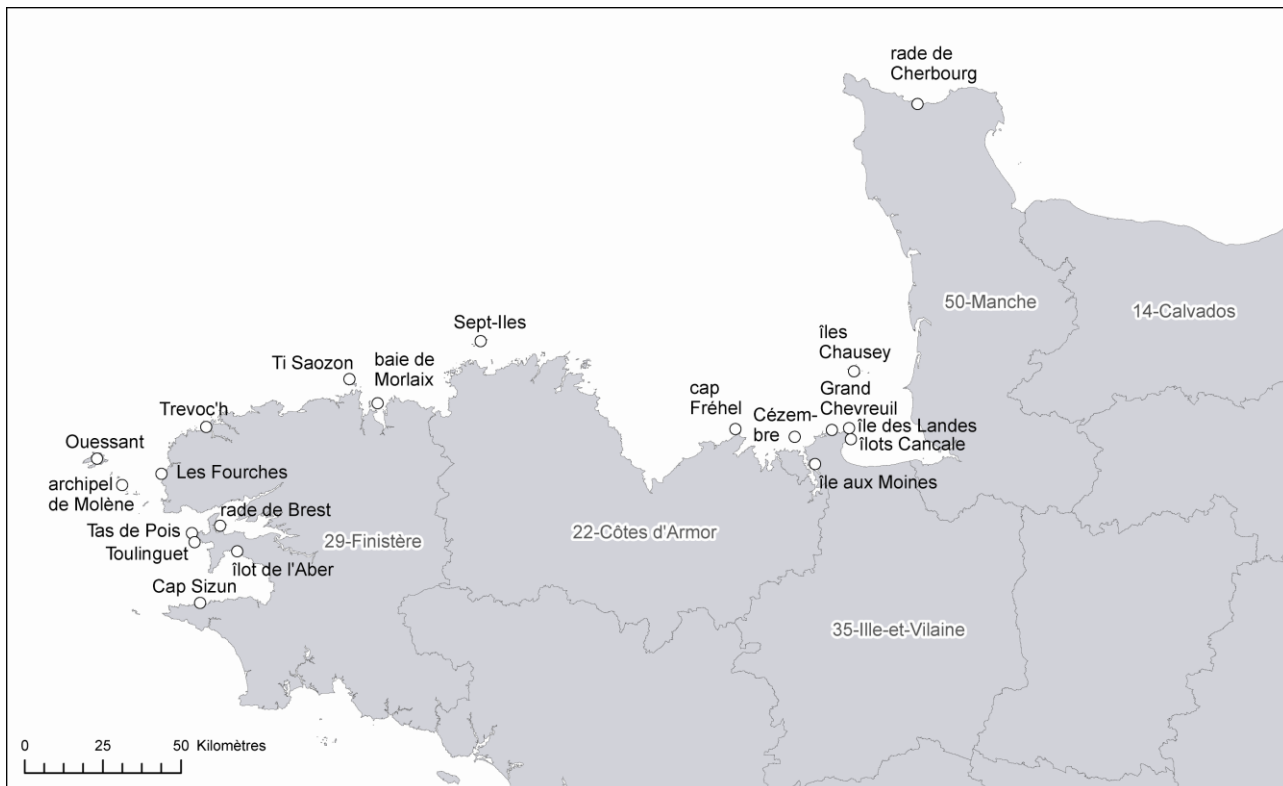 rade de
Cherbourg
50-Manche
14-Calvados
Sept-Iles
îles
Chausey
Ti Saozon
baie de
Morlaix
cap
Fréhel
Cézem-
bre
Grand
Chevreuil
île des Landes
îlots Cancale
île aux Moines
Trevoc'h
Ouessant
Les Fourches
archipel
de Molène
rade de Brest
Tas de Pois
Toulinguet
29-Finistère
22-Côtes d'Armor
îlot de l'Aber
Cap Sizun
35-Ille-et-Vilaine
0 25 50 Kilomètres